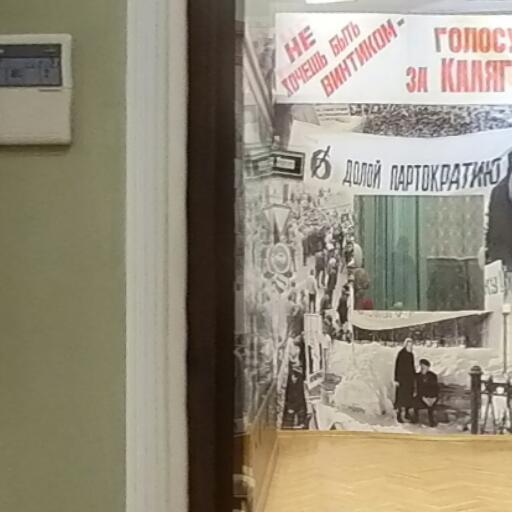 НЕ
ХОЧЕШЬ БЫТЬ
ВИНТИКОМ-
ГОЛОСУ
ЗА КАЛЯГ
ДОЛОЙ ПАРТОКРАТИЮ